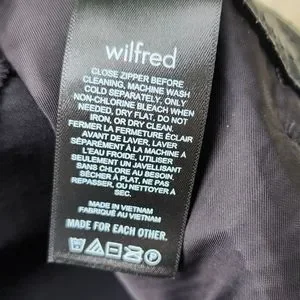 wilfred
CLOSE ZIPPER BEFORE
CLEANING, MACHINE WASH
COLD SEPARATELY, ONLY
NON-CHLORINE BLEACH WHEN
NEEDED, DRY FLAT, DO NOT
IRON, OR DRY CLEAN.
FERMER LA FERMETURE ÉCLAIR
AVANT DE LAVER, LAVER
SÉPARÉMENT À LA MACHINE À
L'EAU FROIDE, UTILISER
SEULEMENT UN JAVELLISANT
SANS CHLORE AU BESOIN,
SÉCHER À PLAT, NE PAS
REPASSER, OU NETTOYER À
SEC.
MADE IN VIETNAM
FABRIQUÉ AU VIETNAM
MADE FOR EACH OTHER.